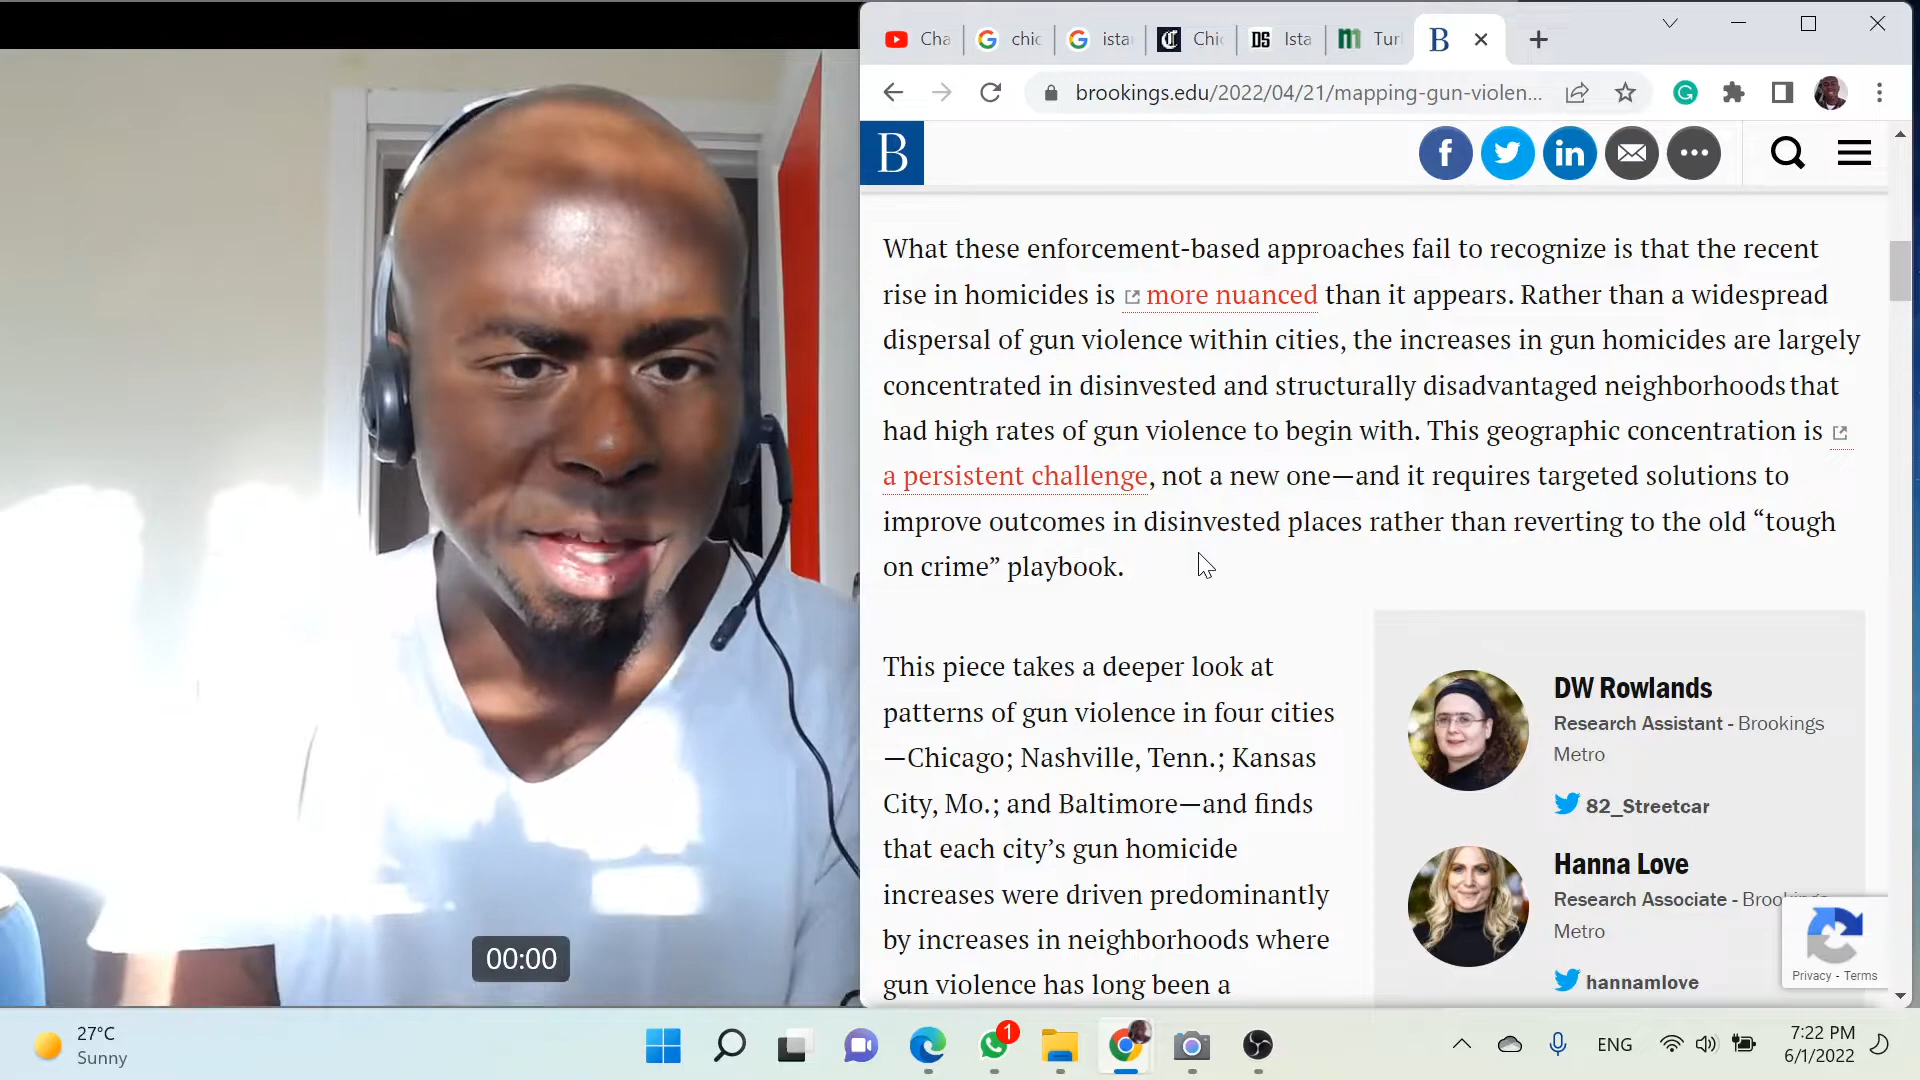 Cha
chic
ista
Chi
DS
Ista
Turl
B
brookings.edu/2022/04/21/mapping-gun-violen...
B
What these enforcement-based approaches fail to recognize is that the recent
rise in homicides is more nuanced than it appears. Rather than a widespread
dispersal of gun violence within cities, the increases in gun homicides are largely
concentrated in disinvested and structurally disadvantaged neighborhoods that
had high rates of gun violence to begin with. This geographic concentration is
a persistent challenge, not a new one—and it requires targeted solutions to
improve outcomes in disinvested places rather than reverting to the old “tough
on crime” playbook.
This piece takes a deeper look at
patterns of gun violence in four cities
—Chicago; Nashville, Tenn.; Kansas
City, Mo.; and Baltimore—and finds
that each city’s gun homicide
increases were driven predominantly
by increases in neighborhoods where
gun violence has long been a
DW Rowlands
Research Assistant - Brookings
Metro
82_Streetcar
Hanna Love
Research Associate - Brookings
Metro
hannamlove
Privacy - Terms
00:00
27°C
Sunny
1
ENG
7:22 PM
6/1/2022